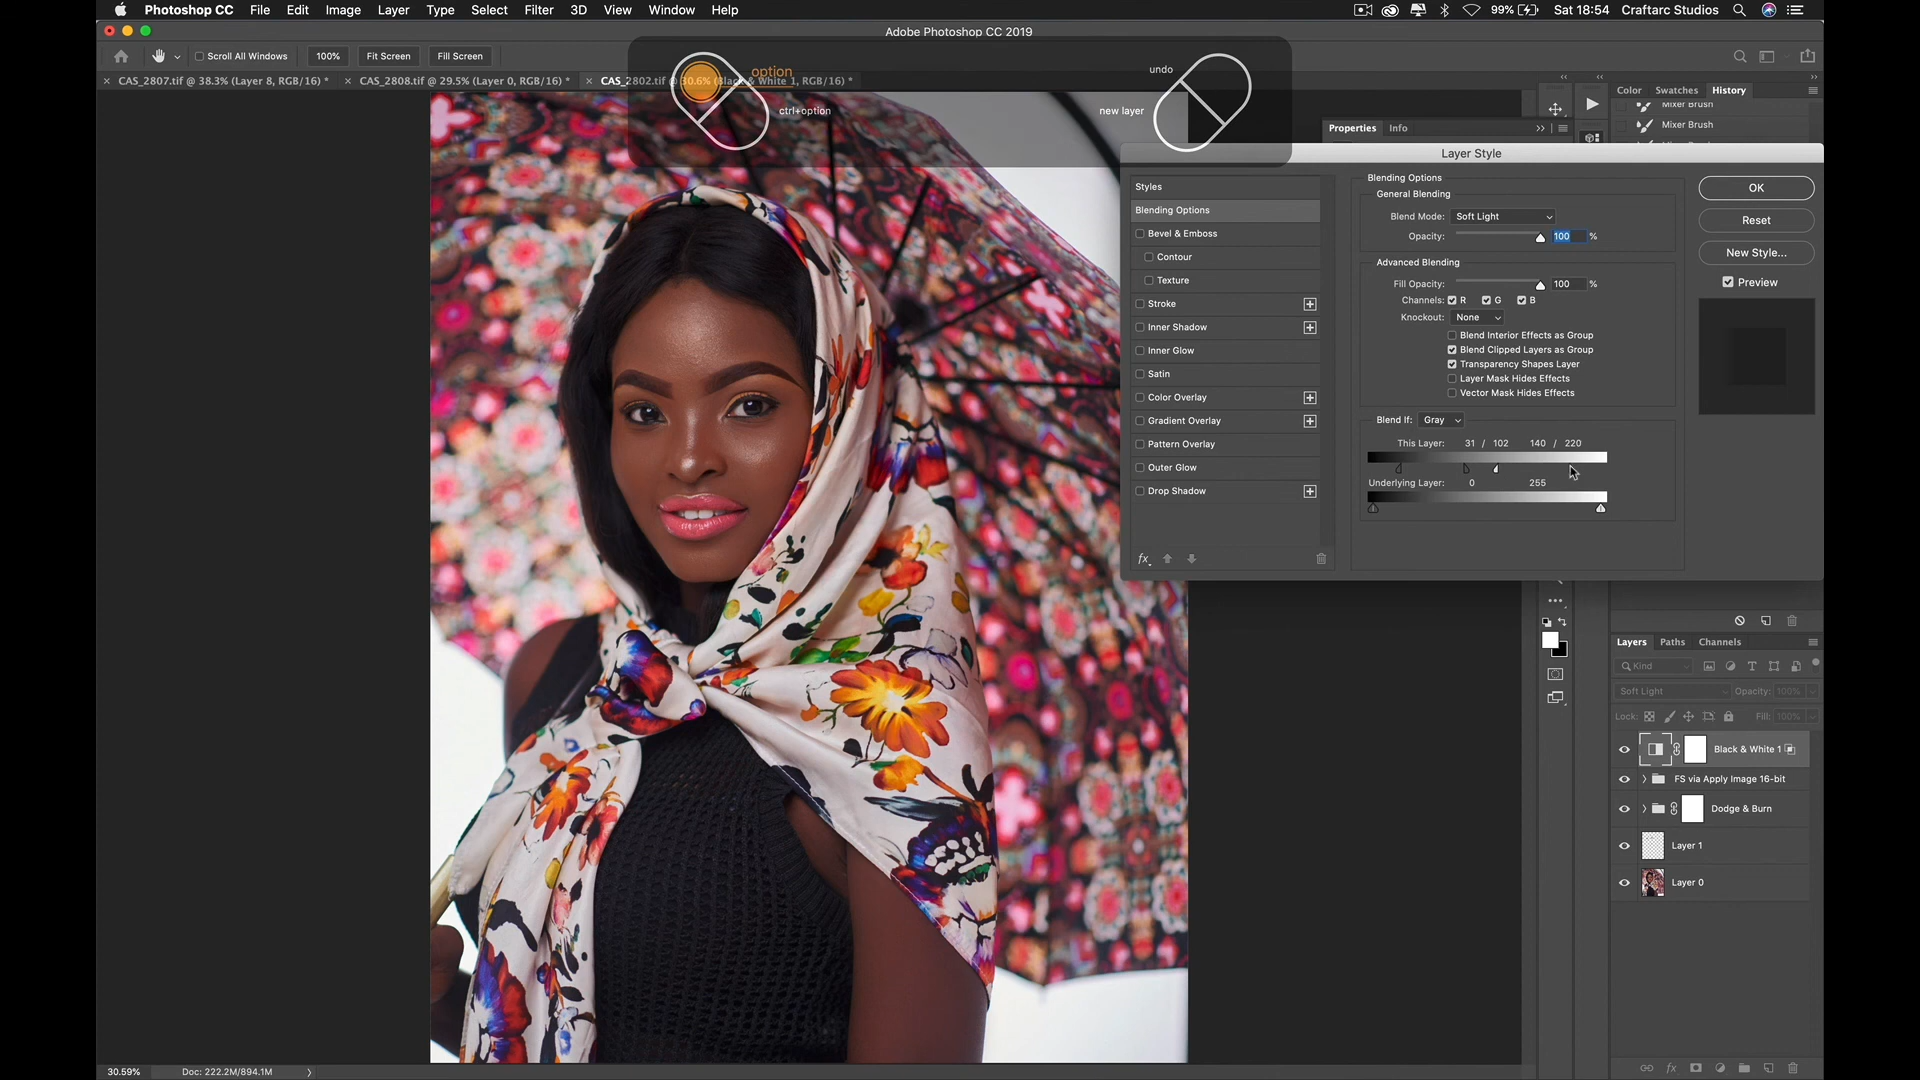 Photoshop CC File Edit Image Layer Type Select Filter 3D View Window Help 99% Sat 18:54 Craftarc Studios
Adobe Photoshop CC 2019
Scroll All Windows 100% Fit Screen Fill Screen
option
undo
CAS_2807.tif @ 38.3% (Layer 8, RGB/16) * CAS_2808.tif @ 29.5% (Layer 0, RGB/16) * CAS_2802.tif @ 30.6% (Black & White 1, RGB/16) *
ctrl+option
new layer
Color Swatches History
Mixer Brush
Mixer Brush
Properties Info
Layer Style
Styles
Blending Options
Bevel & Emboss
Contour
Texture
Stroke
Inner Shadow
Inner Glow
Satin
Color Overlay
Gradient Overlay
Pattern Overlay
Outer Glow
Drop Shadow
fx
Blending Options
General Blending
Blend Mode: Soft Light
Opacity: 100 %
Advanced Blending
Fill Opacity: 100 %
Channels: R G B
Knockout: None
Blend Interior Effects as Group
Blend Clipped Layers as Group
Transparency Shapes Layer
Layer Mask Hides Effects
Vector Mask Hides Effects
Blend If: Gray
This Layer: 31 / 102 140 / 220
Underlying Layer: 0 255
OK
Reset
New Style...
Preview
Layers Paths Channels
Kind
Soft Light Opacity: 100%
Lock: Fill: 100%
Black & White 1
FS via Apply Image 16-bit
Dodge & Burn
Layer 1
Layer 0
fx
30.59% Doc: 222.2M/894.1M